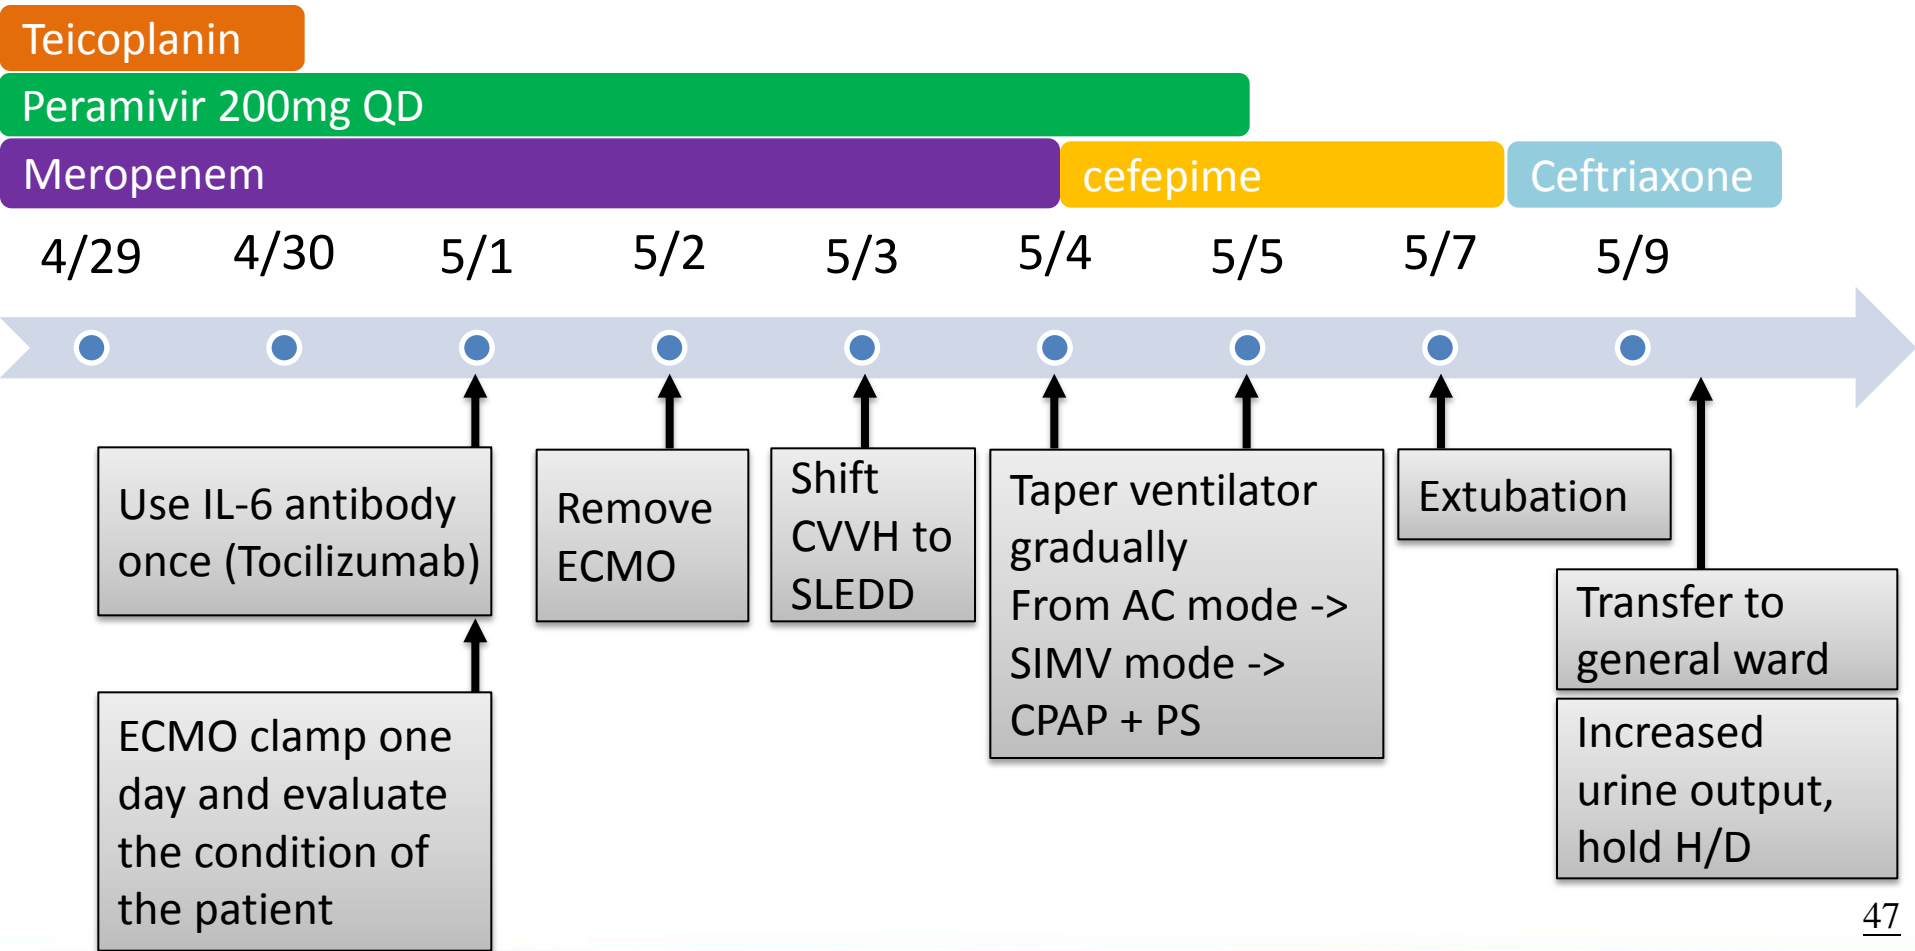 Teicoplanin
Peramivir 200mg QD
Meropenem
cefepime
Ceftriaxone
4/29
4/30
5/1
5/2
5/3
5/4
5/5
5/7
5/9
Use IL-6 antibody
once (Tocilizumab)
ECMO clamp one
day and evaluate
the condition of
the patient
Remove
ECMO
Shift
CVVH to
SLEDD
Taper ventilator
gradually
From AC mode ->
SIMV mode ->
CPAP + PS
Extubation
Transfer to
general ward
Increased
urine output,
hold H/D
47